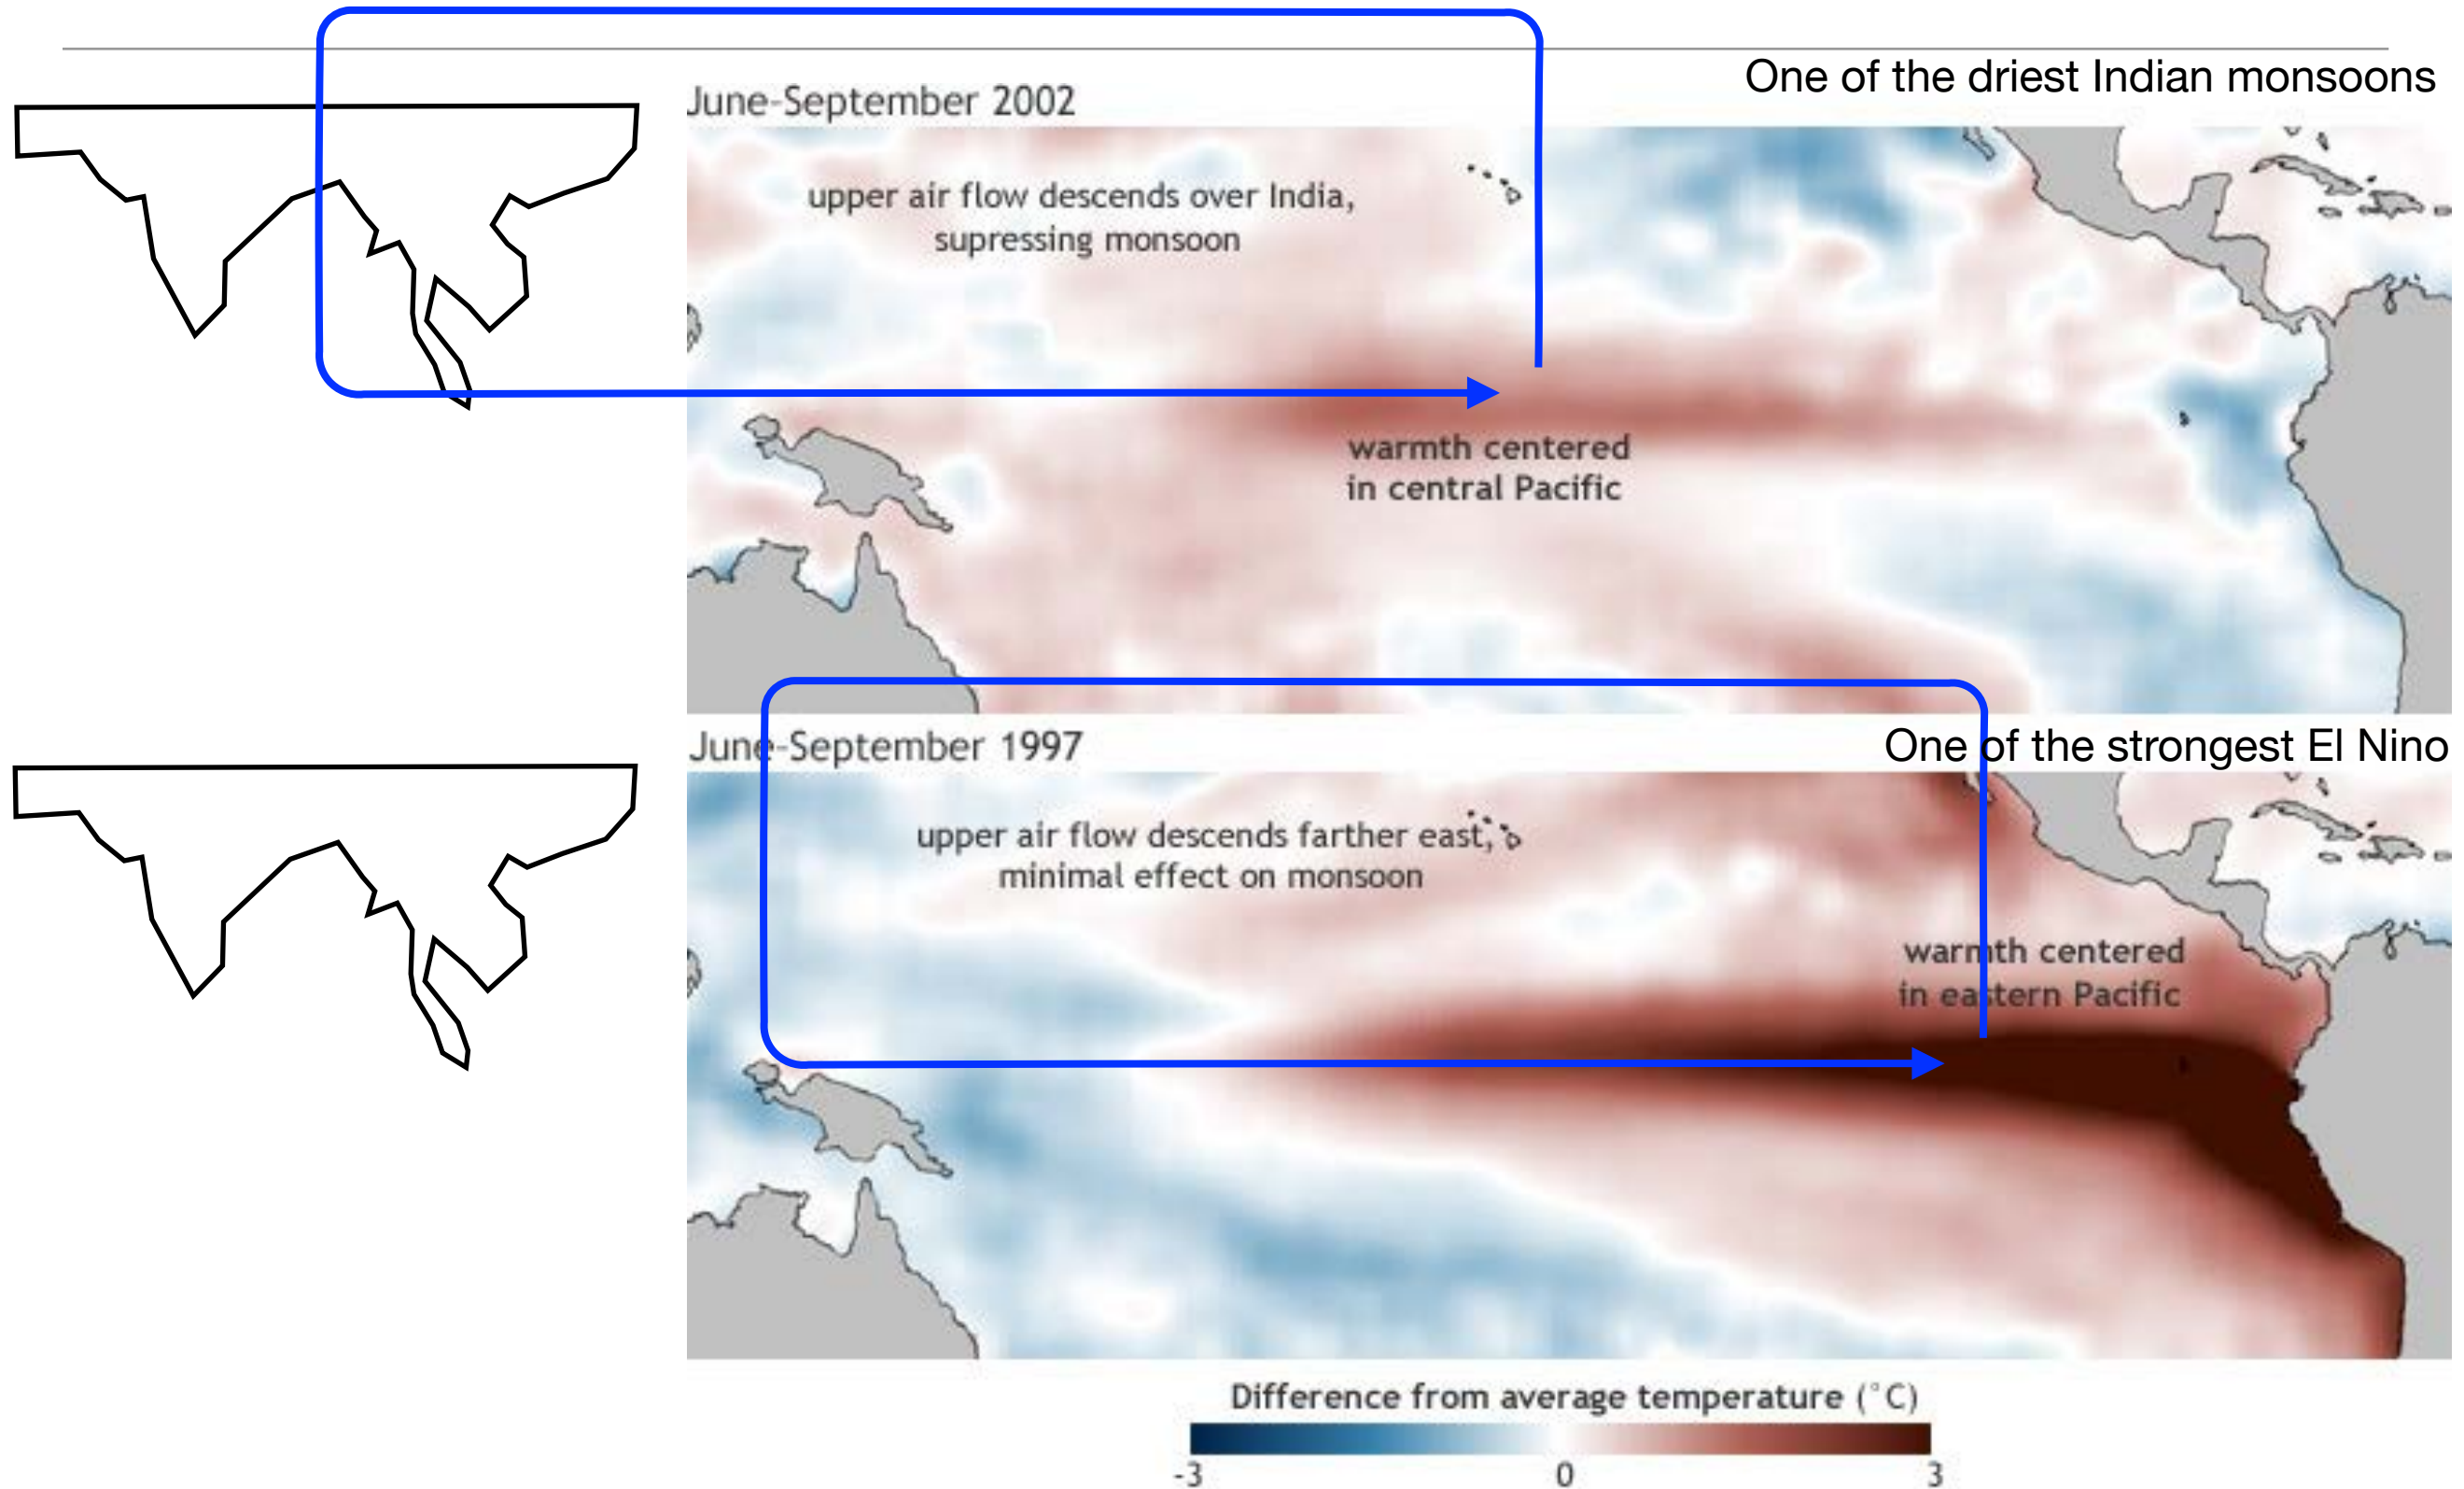 One of the driest Indian monsoons
June-September 2002
upper air flow descends over India,
supressing monsoon
warmth centered
in central Pacific
June-September 1997
One of the strongest El Nino
upper air flow descends farther east,
minimal effect on monsoon
warmth centered
in eastern Pacific
Difference from average temperature (°C)
-3 0 3